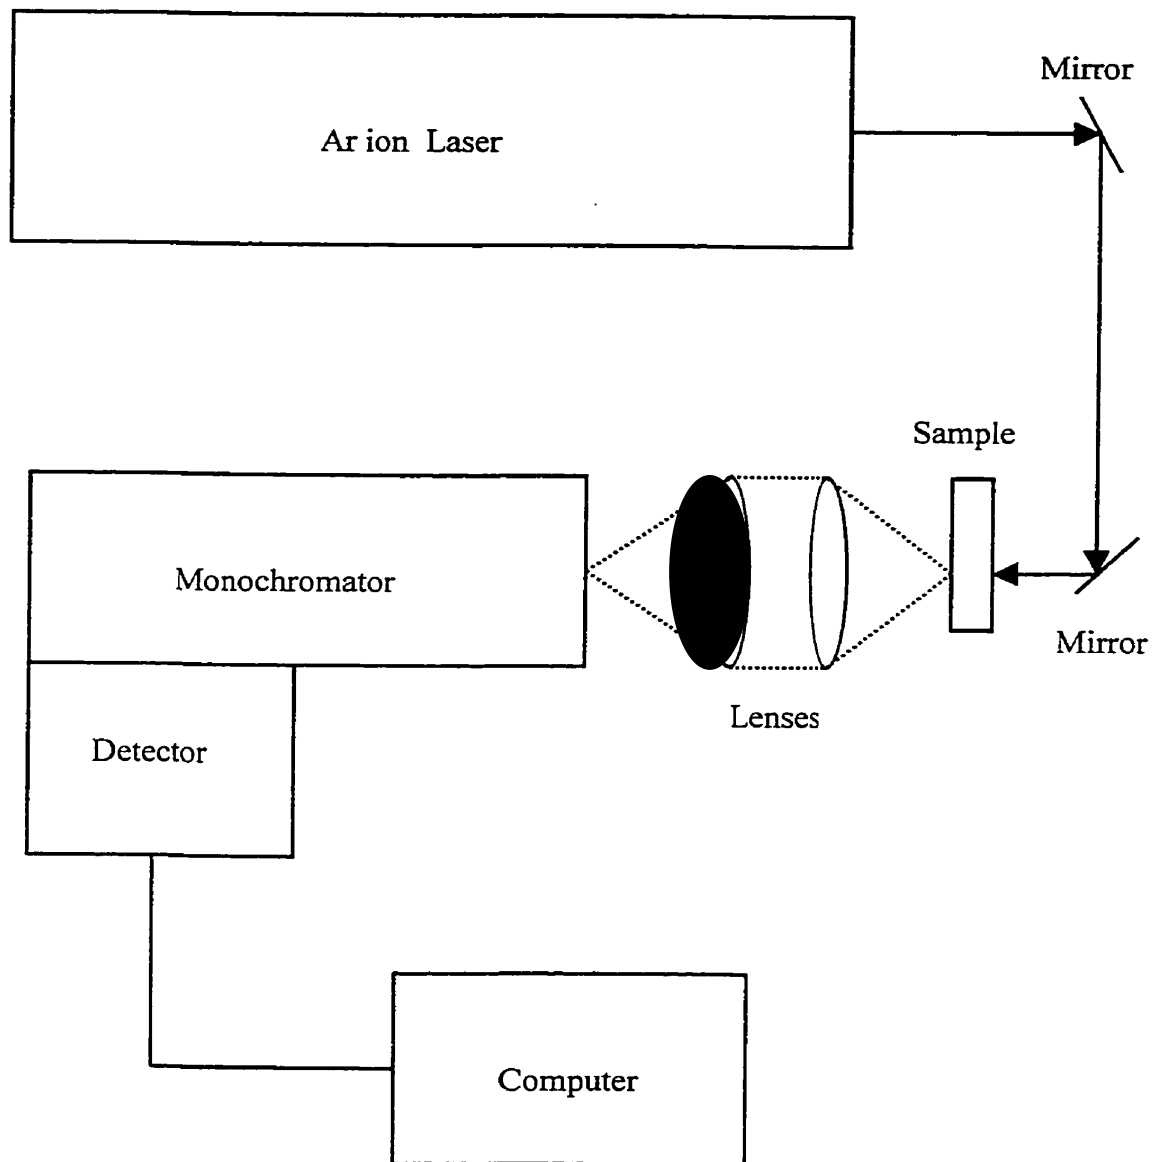 Mirror
Ar ion Laser
Sample
Monochromator
Mirror
Lenses
Detector
Computer